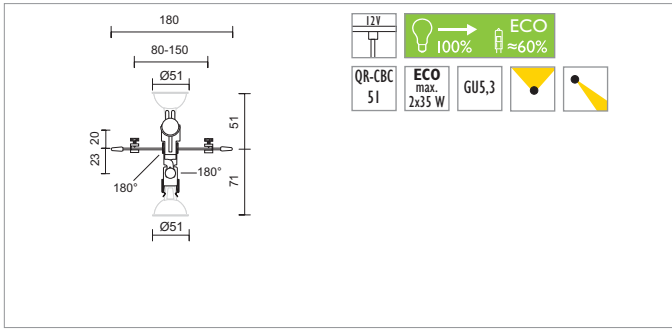 180
80-150
Ø51
51
20
23
180°
180°
71
Ø51
12V
100%
ECO
≈60%
QR-CBC
51
ECO
max.
2x35 W
GU5,3